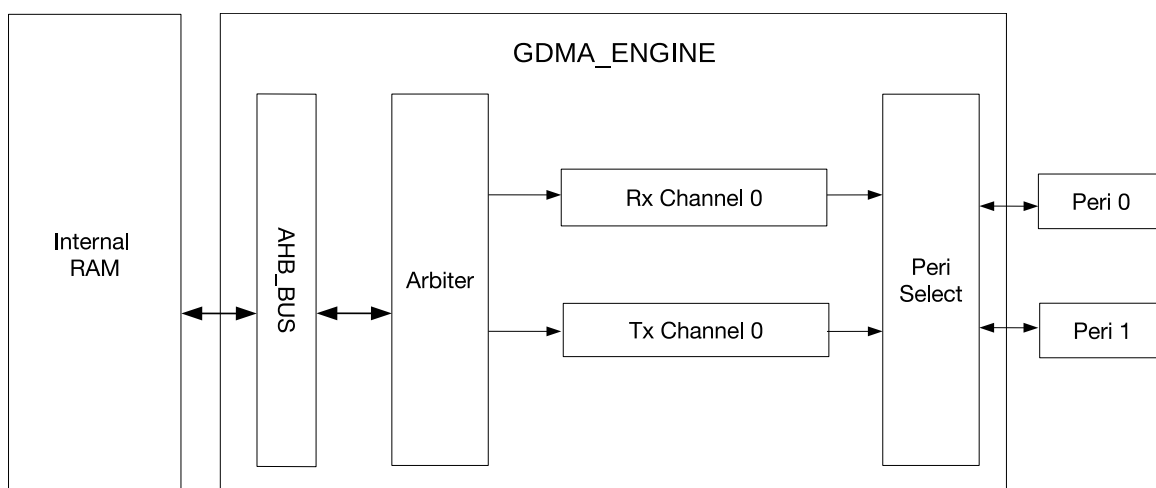 GDMA_ENGINE
Internal
RAM
AHB_BUS
Arbiter
Rx Channel 0
Tx Channel 0
Peri
Select
Peri 0
Peri 1